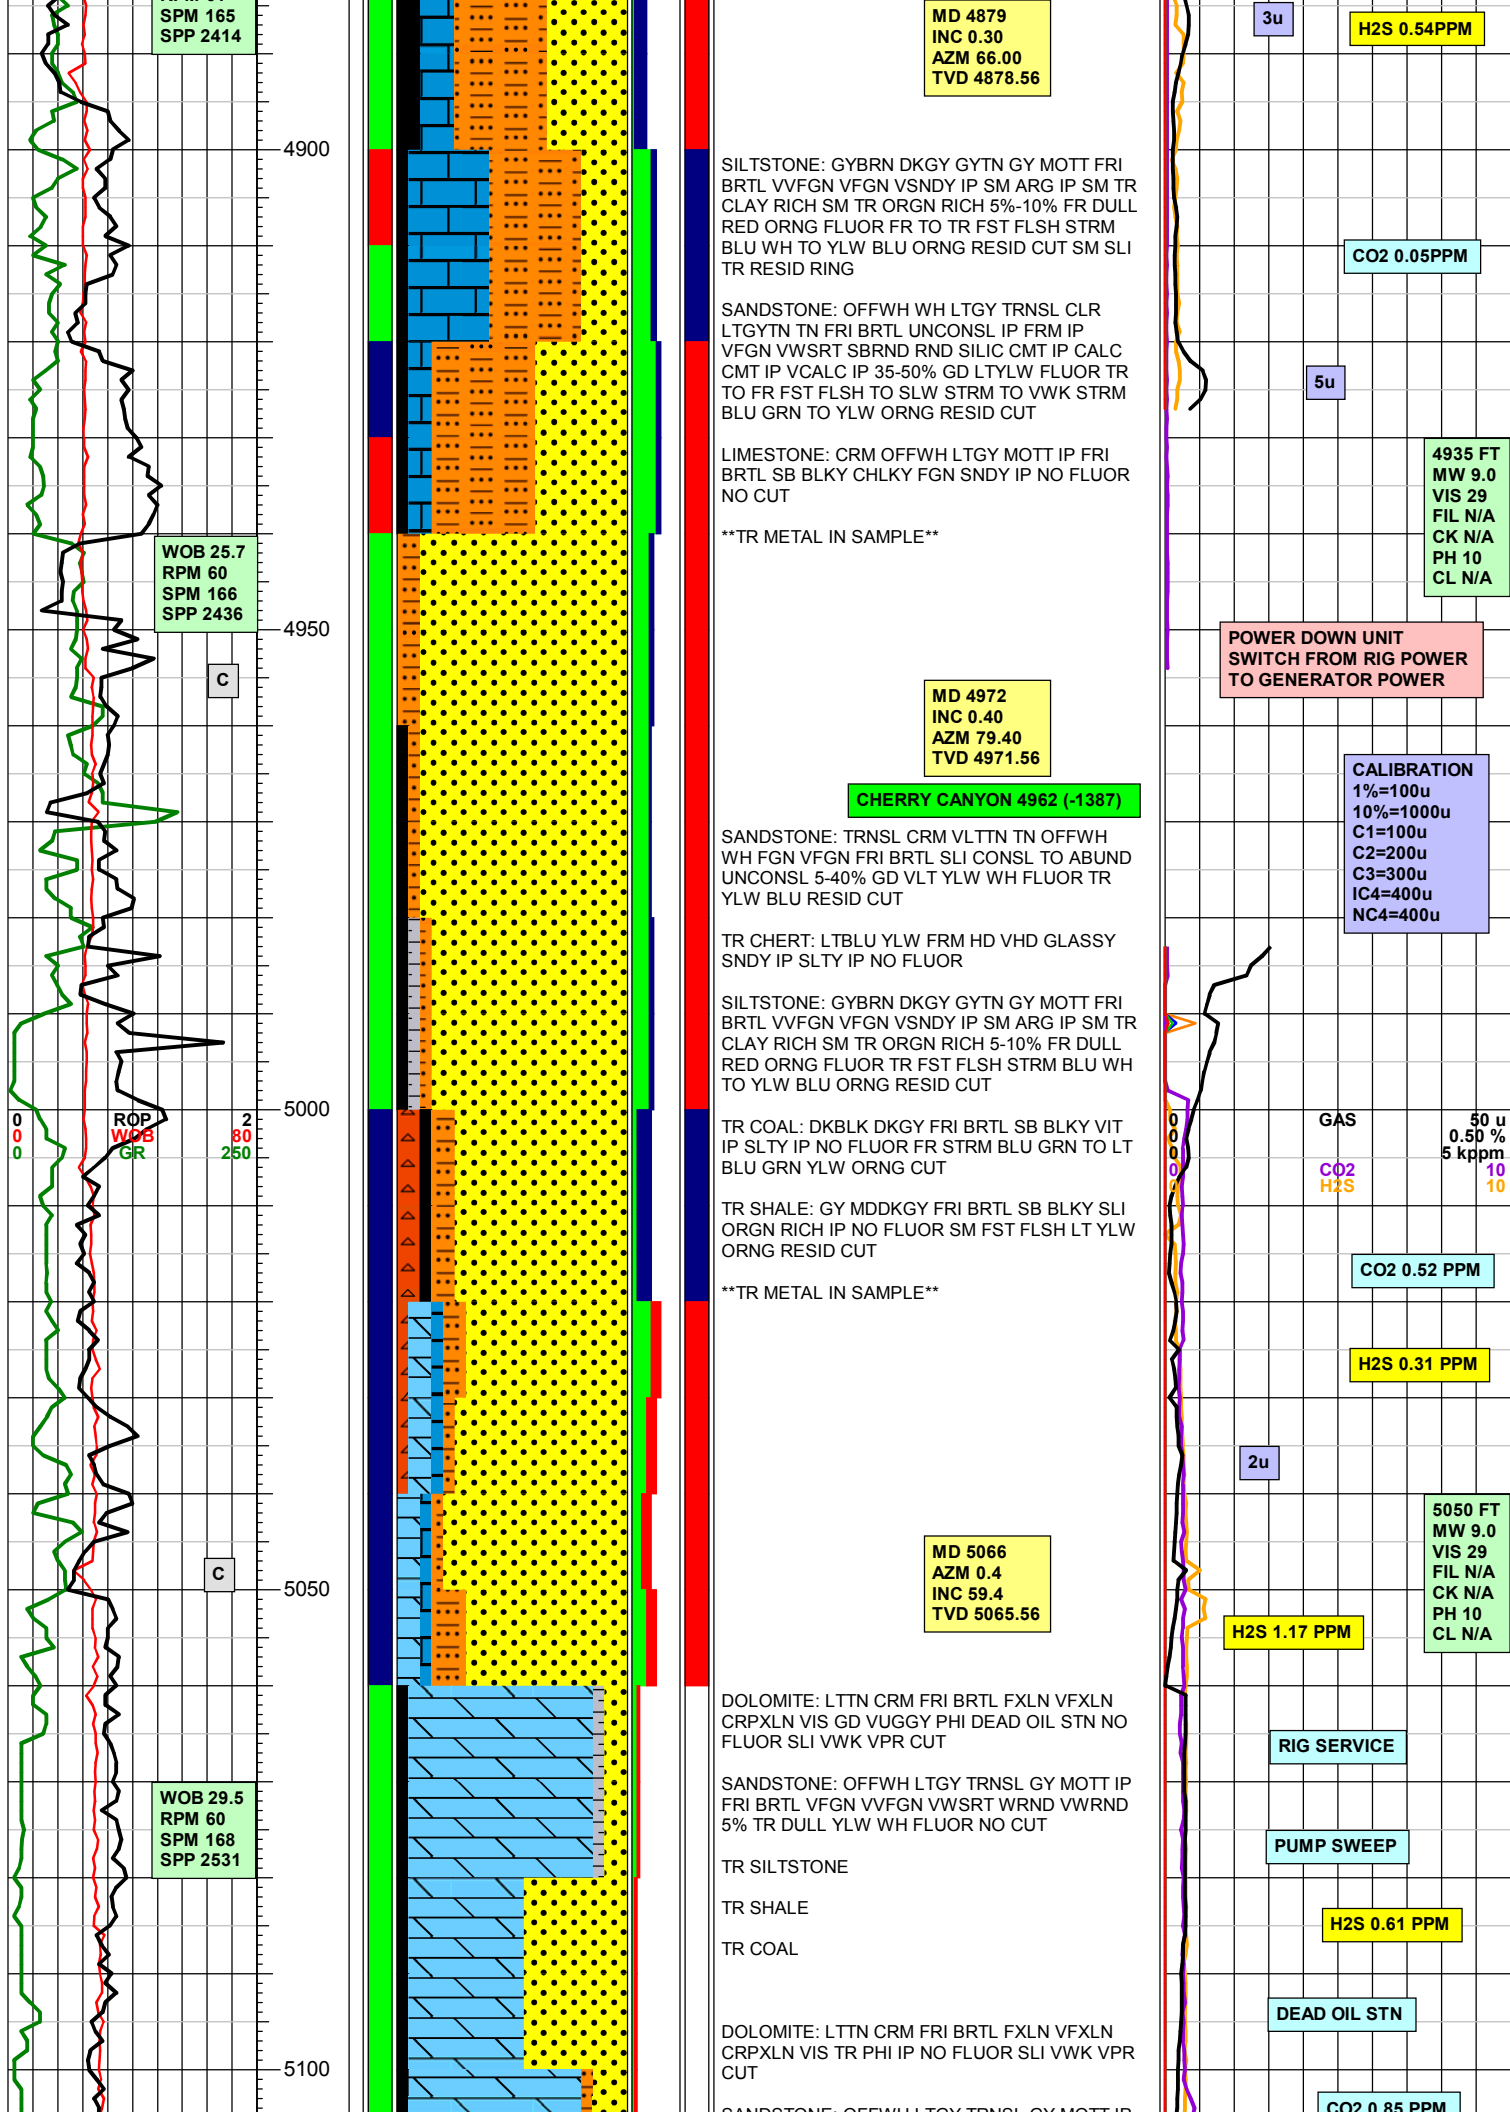 SPM 165
SPP 2414
MD 4879
INC 0.30
AZM 66.00
TVD 4878.56
3u
H2S 0.54PPM
4900
SILTSTONE: GYBRN DKGY GYTN GY MOTT FRI
BRTL VVFGN VFGN VSNDY IP SM ARG IP SM TR
CLAY RICH SM TR ORGN RICH 5%-10% FR DULL
RED ORNG FLUOR FR TO TR FST FLSH STRM
BLU WH TO YLW BLU ORNG RESID CUT SM SLI
TR RESID RING
CO2 0.05PPM
SANDSTONE: OFFWH WH LTGY TRNSL CLR
LTGYTN TN FRI BRTL UNCONSL IP FRM IP
VFGN VWSRT SBRND RND SILIC CMT IP CALC
CMT IP VCALC IP 35-50% GD LTYLW FLUOR TR
TO FR FST FLSH TO SLW STRM TO VWK STRM
BLU GRN TO YLW ORNG RESID CUT
5u
LIMESTONE: CRM OFFWH LTGY MOTT IP FRI
BRTL SB BLKY CHLKY FGN SNDY IP NO FLUOR
NO CUT
4935 FT
MW 9.0
VIS 29
FIL N/A
CK N/A
PH 10
CL N/A
**TR METAL IN SAMPLE**
WOB 25.7
RPM 60
SPM 166
SPP 2436
4950
C
POWER DOWN UNIT
SWITCH FROM RIG POWER
TO GENERATOR POWER
MD 4972
INC 0.40
AZM 79.40
TVD 4971.56
CHERRY CANYON 4962 (-1387)
CALIBRATION
1%=100u
10%=1000u
C1=100u
C2=200u
C3=300u
IC4=400u
NC4=400u
SANDSTONE: TRNSL CRM VLTTN TN OFFWH
WH FGN VFGN FRI BRTL SLI CONSL TO ABUND
UNCONSL 5-40% GD VLT YLW WH FLUOR TR
YLW BLU RESID CUT
TR CHERT: LTBLU YLW FRM HD VHD GLASSY
SNDY IP SLTY IP NO FLUOR
SILTSTONE: GYBRN DKGY GYTN GY MOTT FRI
BRTL VVFGN VFGN VSNDY IP SM ARG IP SM TR
CLAY RICH SM TR ORGN RICH 5-10% FR DULL
RED ORNG FLUOR TR FST FLSH STRM BLU WH
TO YLW BLU ORNG RESID CUT
5000
0 ROP 2
0 WOB 80
0 GR 250
TR COAL: DKBLK DKGY FRI BRTL SB BLKY VIT
IP SLTY IP NO FLUOR FR STRM BLU GRN TO LT
BLU GRN YLW ORNG CUT
0 GAS 50 u
0 0.50 %
0 5 kppm
0 CO2 10
0 H2S 10
TR SHALE: GY MDDKGY FRI BRTL SB BLKY SLI
ORGN RICH IP NO FLUOR SM FST FLSH LT YLW
ORNG RESID CUT
CO2 0.52 PPM
**TR METAL IN SAMPLE**
H2S 0.31 PPM
2u
5050 FT
MW 9.0
VIS 29
FIL N/A
CK N/A
PH 10
CL N/A
MD 5066
AZM 0.4
INC 59.4
TVD 5065.56
C
5050
H2S 1.17 PPM
DOLOMITE: LTTN CRM FRI BRTL FXLN VFXLN
CRPXLN VIS GD VUGGY PHI DEAD OIL STN NO
FLUOR SLI VWK VPR CUT
RIG SERVICE
SANDSTONE: OFFWH LTGY TRNSL GY MOTT IP
FRI BRTL VFGN VVFGN VWSRT WRND VWRND
5% TR DULL YLW WH FLUOR NO CUT
WOB 29.5
RPM 60
SPM 168
SPP 2531
PUMP SWEEP
TR SILTSTONE
TR SHALE
H2S 0.61 PPM
TR COAL
DEAD OIL STN
DOLOMITE: LTTN CRM FRI BRTL FXLN VFXLN
CRPXLN VIS TR PHI IP NO FLUOR SLI VWK VPR
CUT
5100
SANDSTONE: OFFWH LTGY TRNSL GY MOTT IP
CO2 0.85 PPM